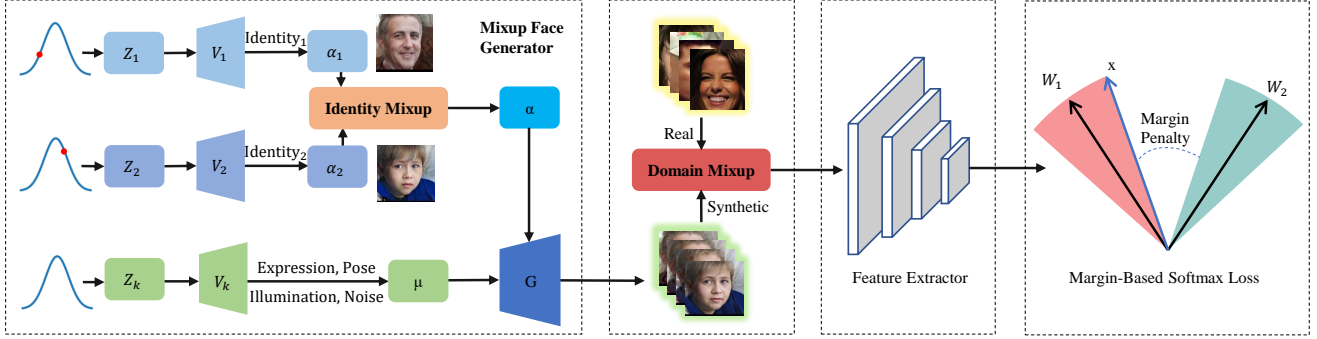 Mixup Face
Generator
Z₁
V₁
Identity₁
α₁
Identity Mixup
α
Z₂
V₂
Identity₂
α₂
Zₖ
Vₖ
Expression, Pose
Illumination, Noise
μ
G
Real
Domain Mixup
Synthetic
Feature Extractor
W₁
x
W₂
Margin
Penalty
Margin-Based Softmax Loss